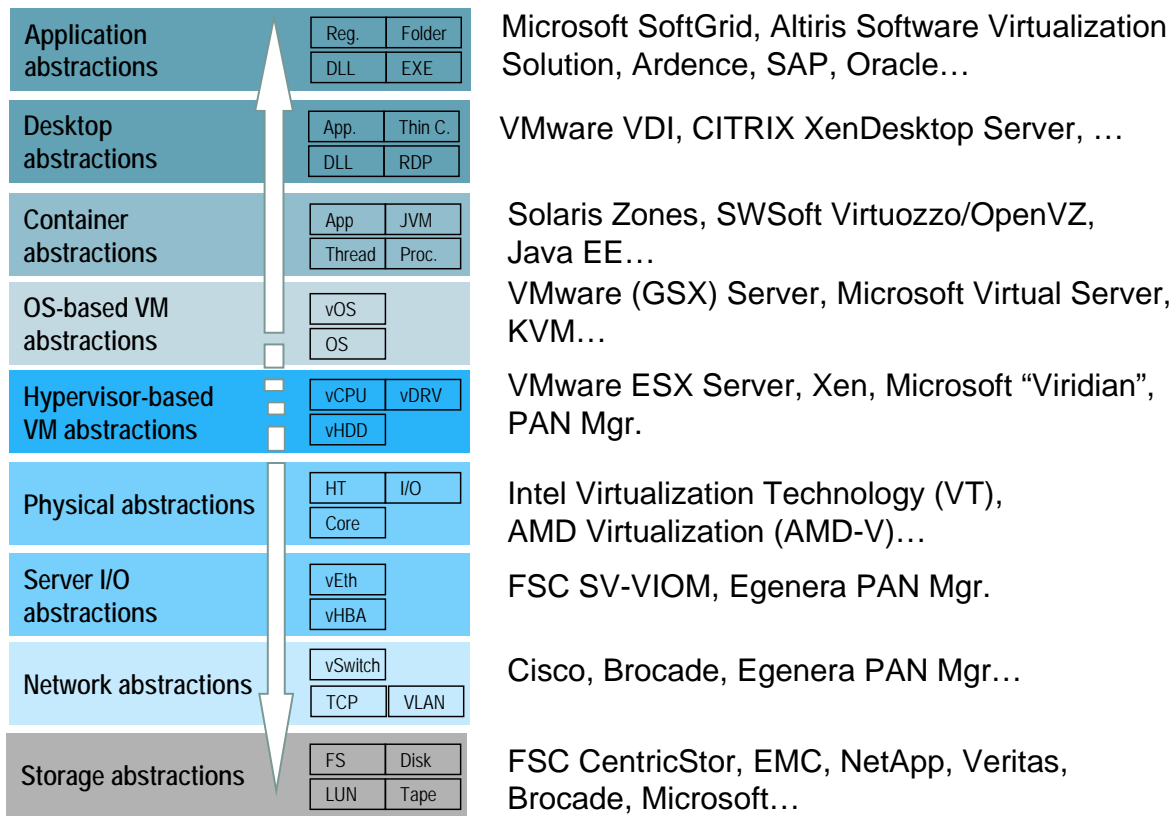 Application
abstractions
Reg. Folder
DLL EXE
Microsoft SoftGrid, Altiris Software Virtualization
Solution, Ardence, SAP, Oracle…
Desktop
abstractions
App. Thin C.
DLL RDP
VMware VDI, CITRIX XenDesktop Server, …
Container
abstractions
App JVM
Thread Proc.
Solaris Zones, SWSoft Virtuozzo/OpenVZ,
Java EE…
OS-based VM
abstractions
vOS
OS
VMware (GSX) Server, Microsoft Virtual Server,
KVM…
Hypervisor-based
VM abstractions
vCPU vDRV
vHDD
VMware ESX Server, Xen, Microsoft “Viridian”,
PAN Mgr.
Physical abstractions
HT I/O
Core
Intel Virtualization Technology (VT),
AMD Virtualization (AMD-V)…
Server I/O
abstractions
vEth
vHBA
FSC SV-VIOM, Egenera PAN Mgr.
Network abstractions
vSwitch
TCP VLAN
Cisco, Brocade, Egenera PAN Mgr…
Storage abstractions
FS Disk
LUN Tape
FSC CentricStor, EMC, NetApp, Veritas,
Brocade, Microsoft…